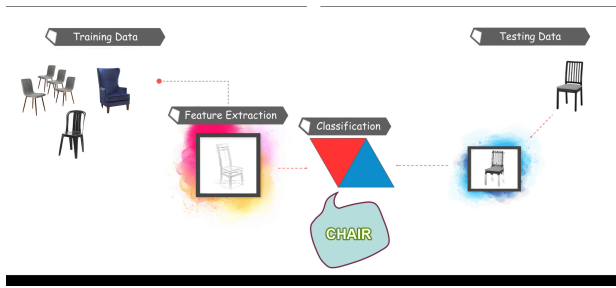 Training Data
Testing Data
Feature Extraction
Classification
CHAIR